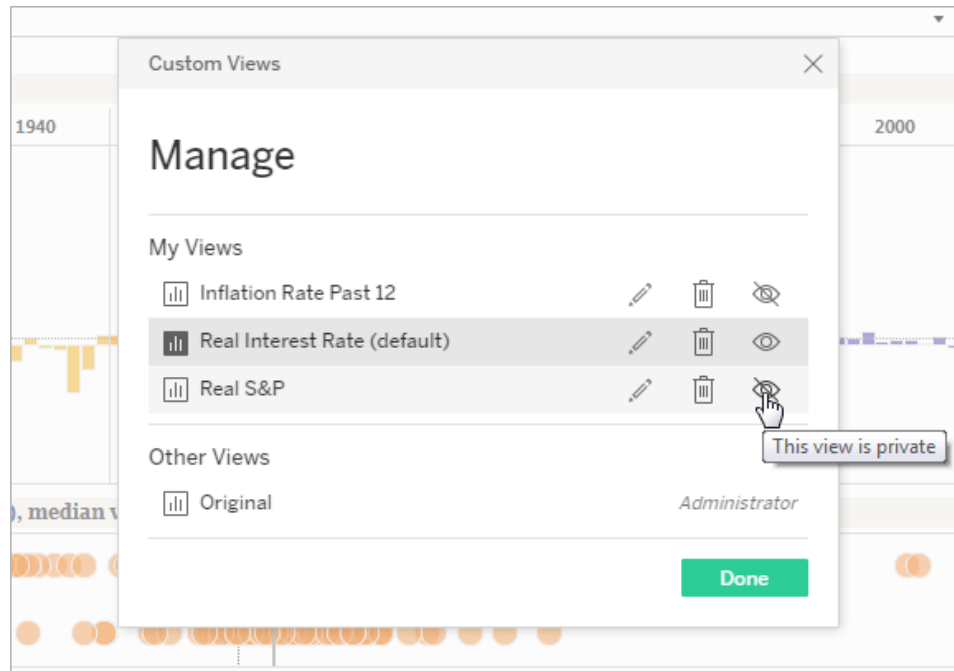 Custom Views
1940
2000
Manage
My Views
Inflation Rate Past 12
Real Interest Rate (default)
Real S&P
This view is private
Other Views
Original
Administrator
), median v
Done